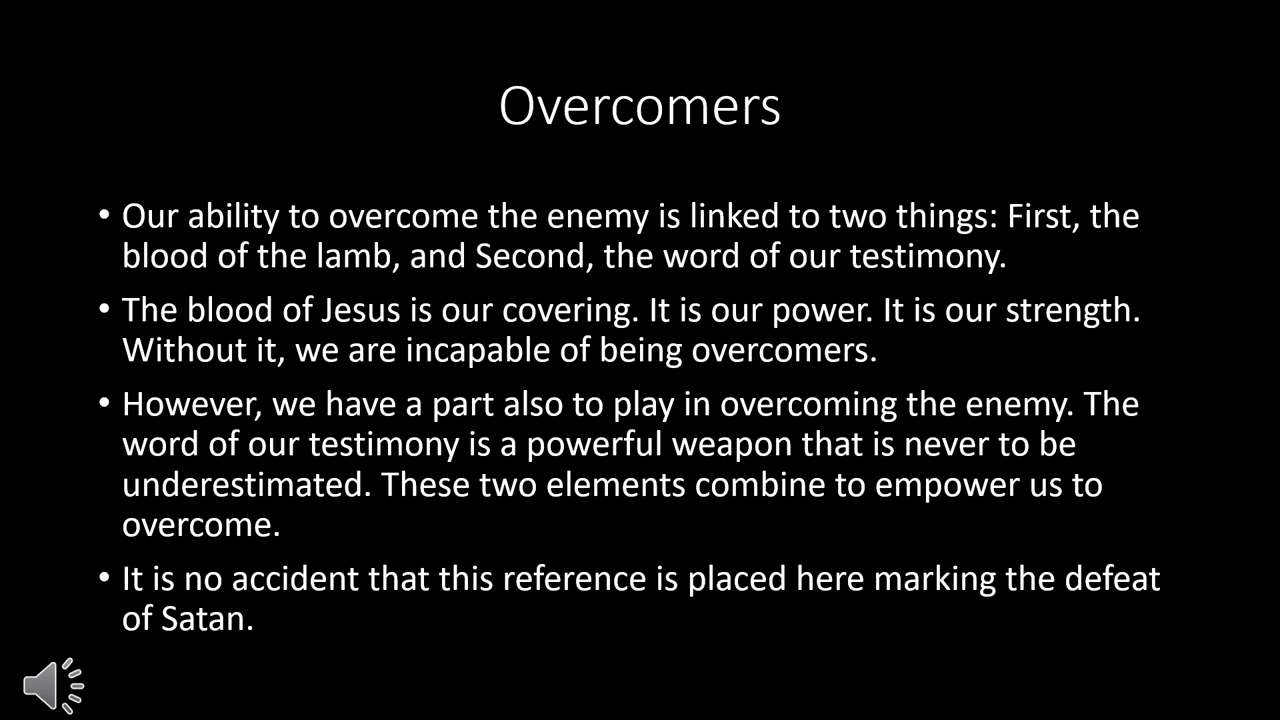 Overcomers
• Our ability to overcome the enemy is linked to two things: First, the
blood of the lamb, and Second, the word of our testimony.
• The blood of Jesus is our covering. It is our power. It is our strength.
Without it, we are incapable of being overcomers.
• However, we have a part also to play in overcoming the enemy. The
word of our testimony is a powerful weapon that is never to be
underestimated. These two elements combine to empower us to
overcome.
• It is no accident that this reference is placed here marking the defeat
of Satan.